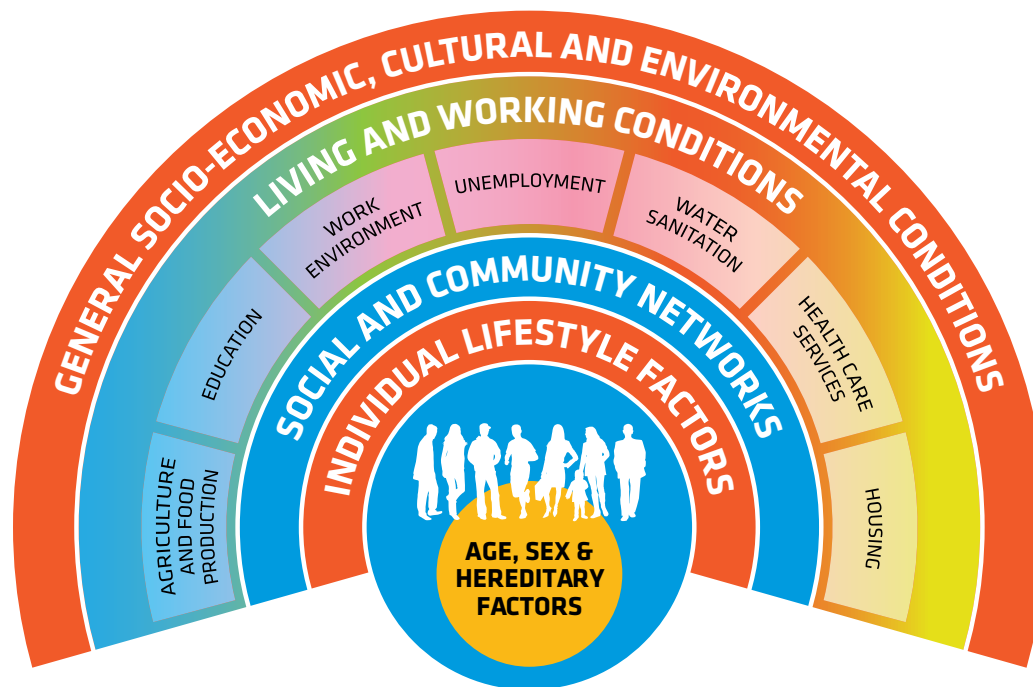 GENERAL SOCIO-ECONOMIC, CULTURAL AND ENVIRONMENTAL CONDITIONS
LIVING AND WORKING CONDITIONS
AGRICULTURE
AND FOOD
PRODUCTION
EDUCATION
WORK
ENVIRONMENT
UNEMPLOYMENT
WATER
SANITATION
HEALTH CARE
SERVICES
HOUSING
SOCIAL AND COMMUNITY NETWORKS
INDIVIDUAL LIFESTYLE FACTORS
AGE, SEX &
HEREDITARY
FACTORS